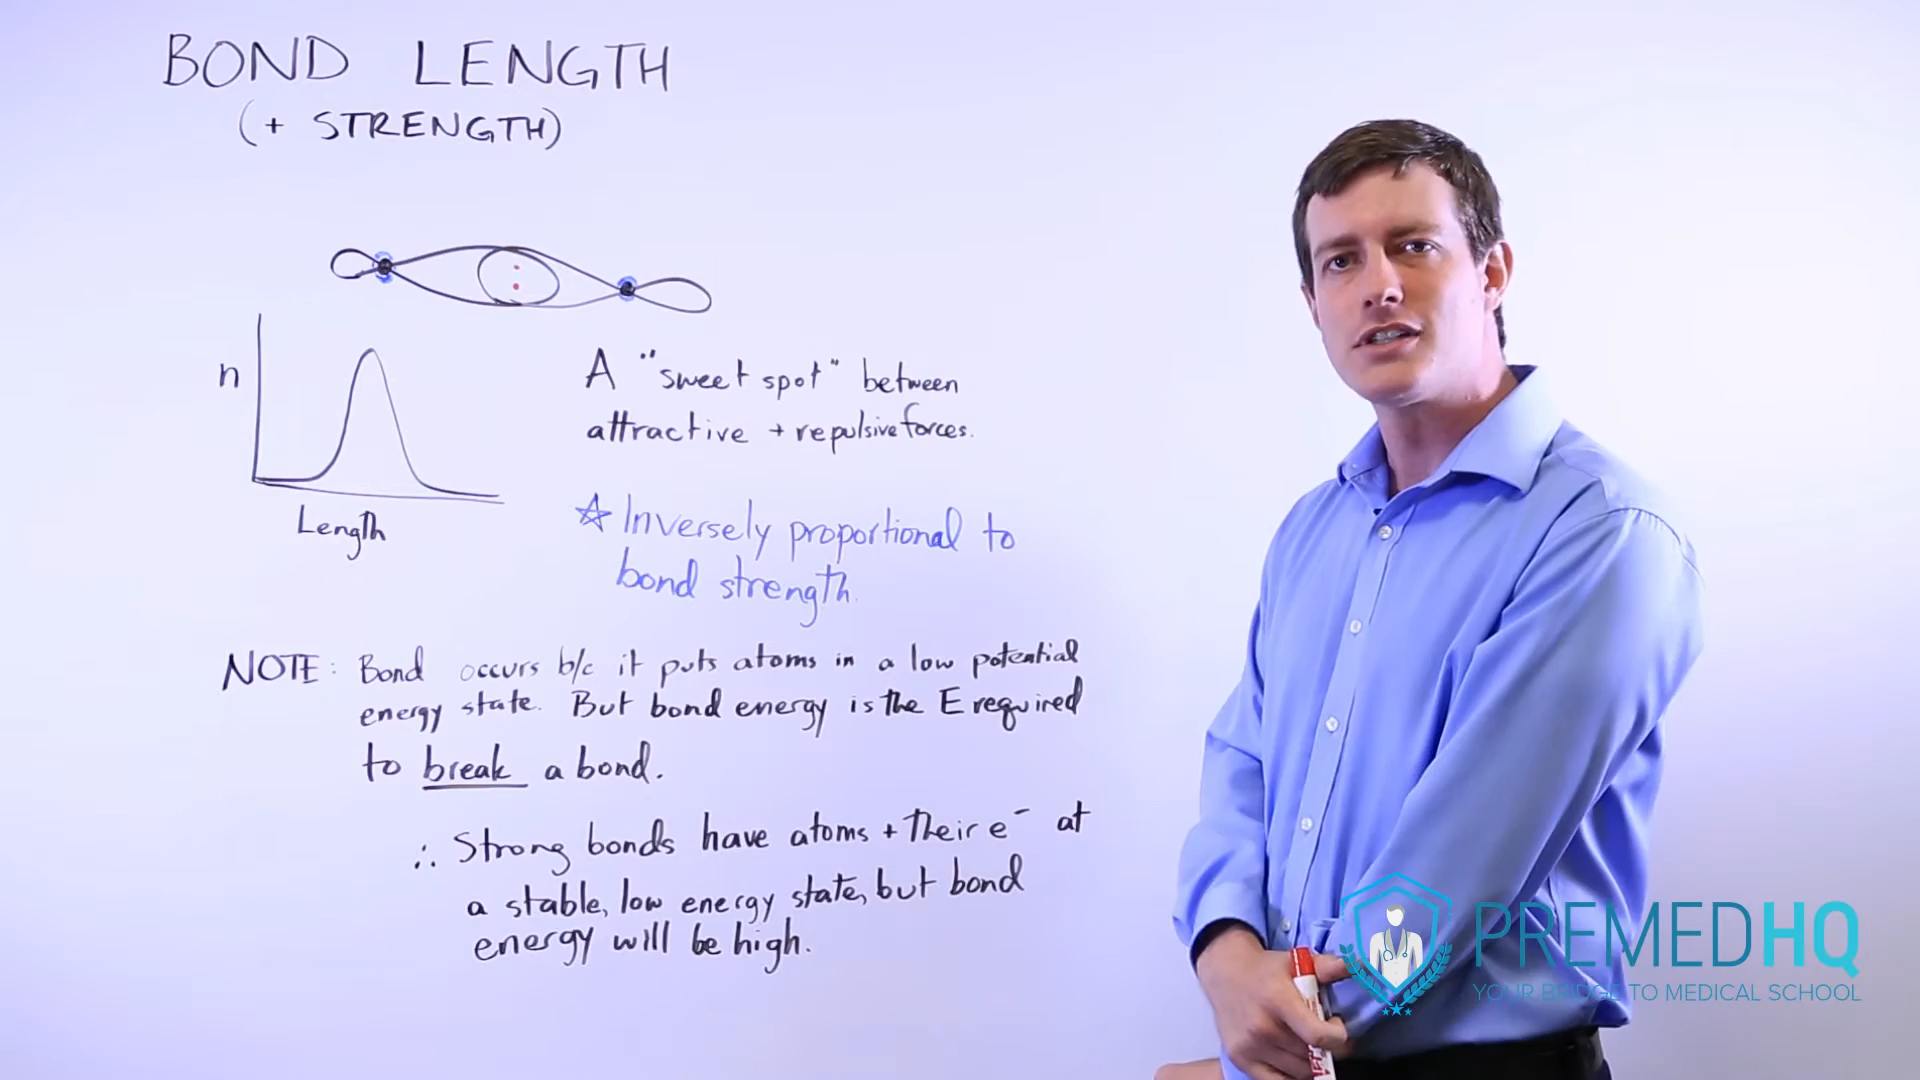 BOND LENGTH
(+ STRENGTH)
n
Length
A "sweet spot" between
attractive + repulsive forces.
☆ Inversely proportional to
bond strength.
NOTE: Bond occurs b/c it puts atoms in a low potential
energy state. But bond energy is the E required
to break a bond.
∴ Strong bonds have atoms + their e⁻ at
a stable, low energy state, but bond
energy will be high.
PREMEDHQ
YOUR BRIDGE TO MEDICAL SCHOOL